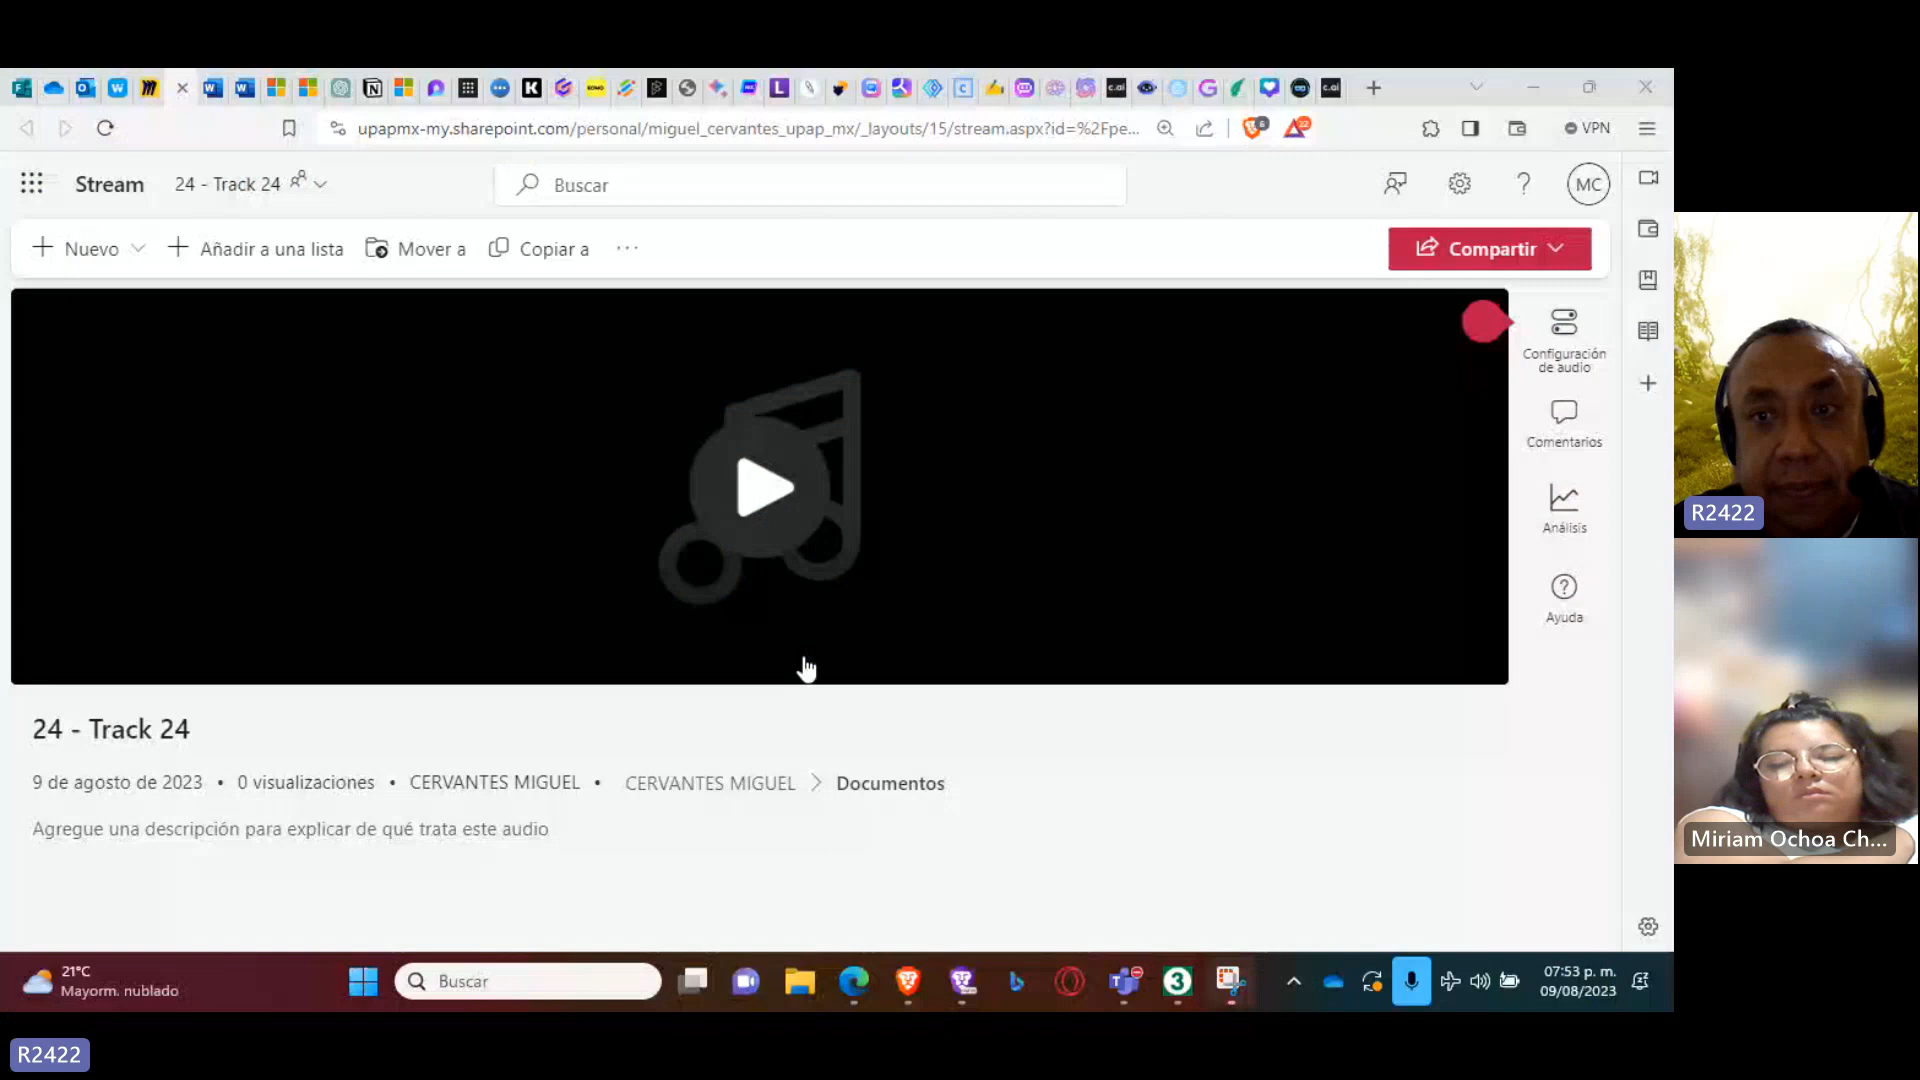 upapmx-my.sharepoint.com/personal/miguel_cervantes_upap_mx/_layouts/15/stream.aspx?id=%2Fpe...
6
22
VPN
Stream
24 - Track 24
Buscar
MC
Nuevo
Añadir a una lista
Mover a
Copiar a
...
Compartir
Configuración
de audio
Comentarios
Análisis
Ayuda
R2422
Miriam Ochoa Ch...
24 - Track 24
9 de agosto de 2023 • 0 visualizaciones • CERVANTES MIGUEL • CERVANTES MIGUEL > Documentos
Agregue una descripción para explicar de qué trata este audio
21°C
Mayorm. nublado
Buscar
3
07:53 p. m.
09/08/2023
R2422